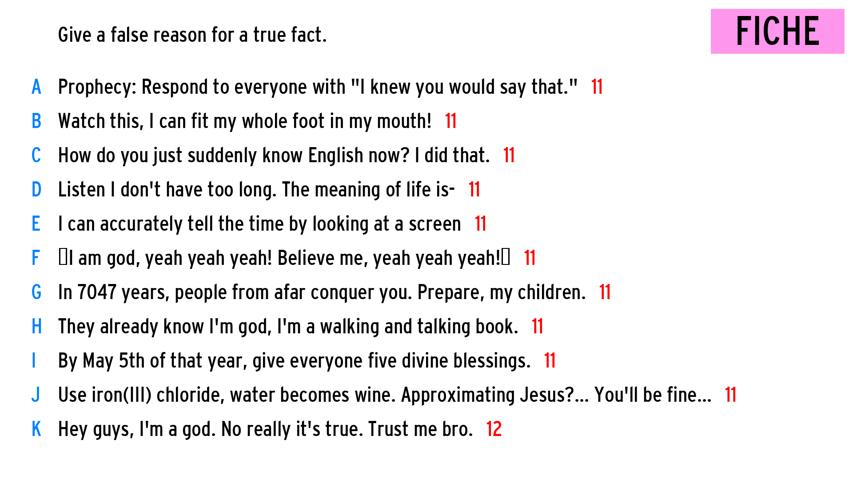 Give a false reason for a true fact.
FICHE
A Prophecy: Respond to everyone with "I knew you would say that." 11
B Watch this, I can fit my whole foot in my mouth! 11
C How do you just suddenly know English now? I did that. 11
D Listen I don't have too long. The meaning of life is- 11
E I can accurately tell the time by looking at a screen 11
F ▯I am god, yeah yeah yeah! Believe me, yeah yeah yeah!▯ 11
G In 7047 years, people from afar conquer you. Prepare, my children. 11
H They already know I'm god, I'm a walking and talking book. 11
I By May 5th of that year, give everyone five divine blessings. 11
J Use iron(III) chloride, water becomes wine. Approximating Jesus?... You'll be fine... 11
K Hey guys, I'm a god. No really it's true. Trust me bro. 12